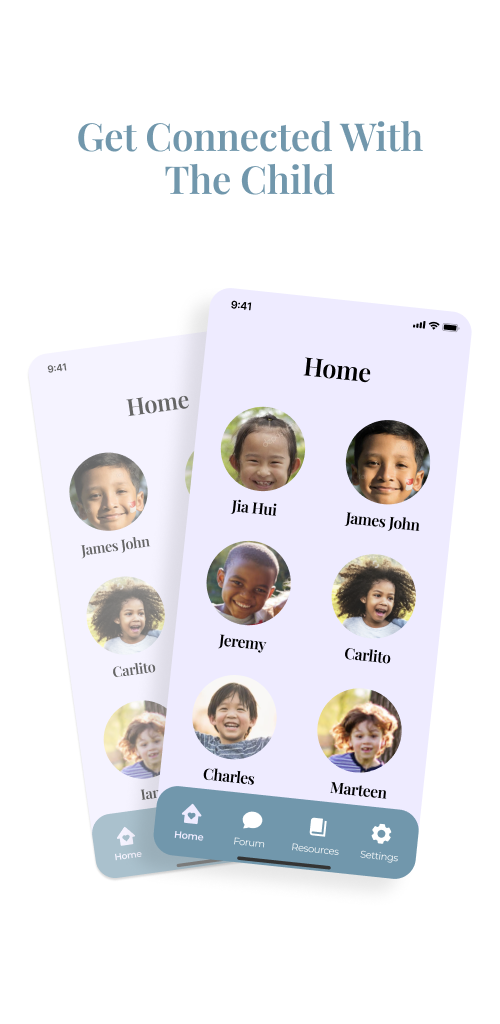 Get Connected With
The Child
9:41
Home
Jia Hui
James John
Jeremy
Carlito
Charles
Marteen
Home
Forum
Resources
Settings
9:41
Home
James John
Carlito
Home